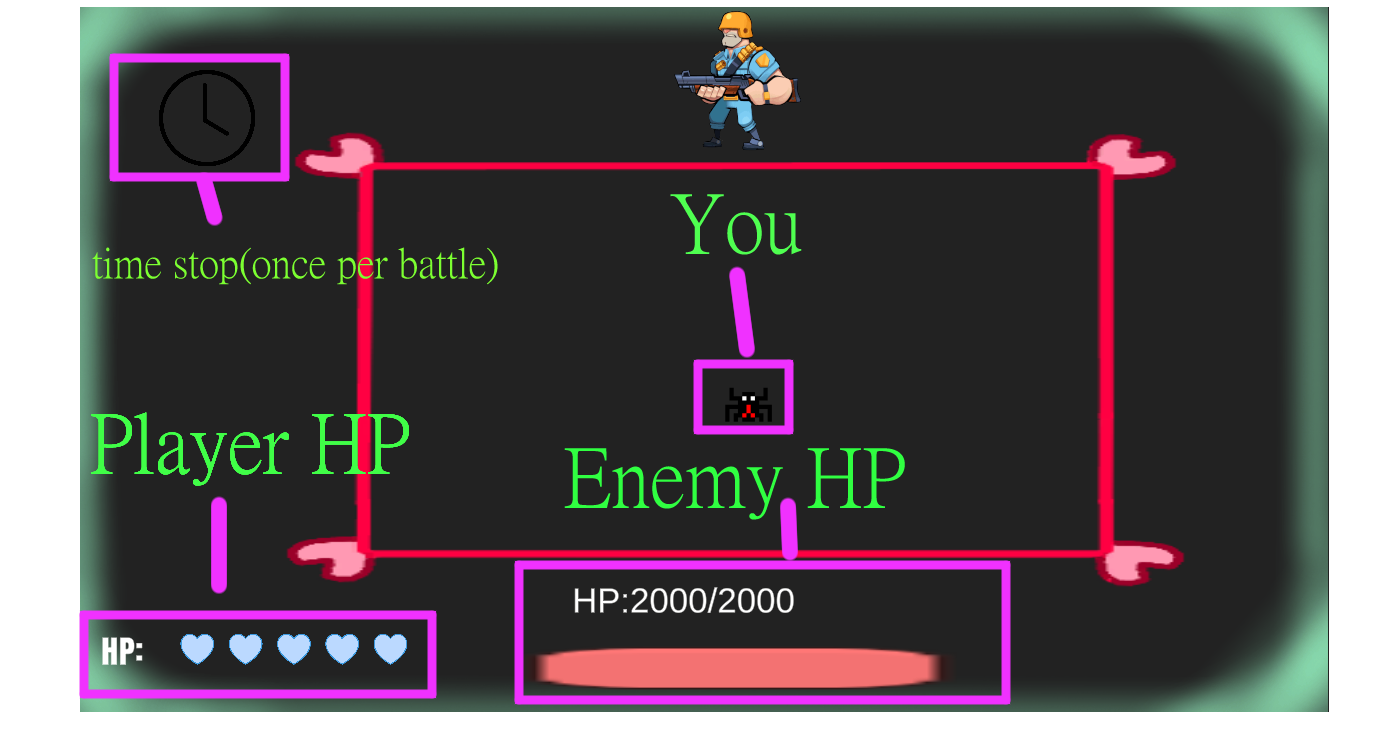 You
time stop(once per battle)
Player HP
Enemy HP
HP:2000/2000
HP: